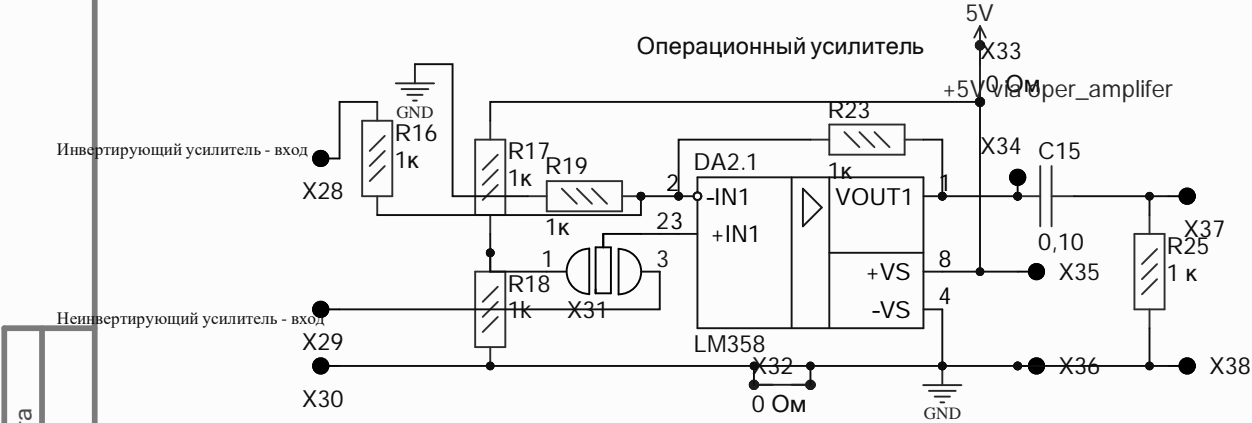 5V
Операционный усилитель
X33
0 Ом
+5V via oper_amplifer
GND
R23
R16
Инвертирующий усилитель - вход
1к
R17
X34
C15
X28
1к
R19
DA2.1
1к
2
-IN1
VOUT1
1
1к
23
+IN1
0,10
X37
R25
1
3
+VS
8
X35
1 к
R18
1k
X31
-VS
4
Неинвертирующий усилитель - вход
X29
LM358
X32
X36
X38
X30
0 Ом
GND
та